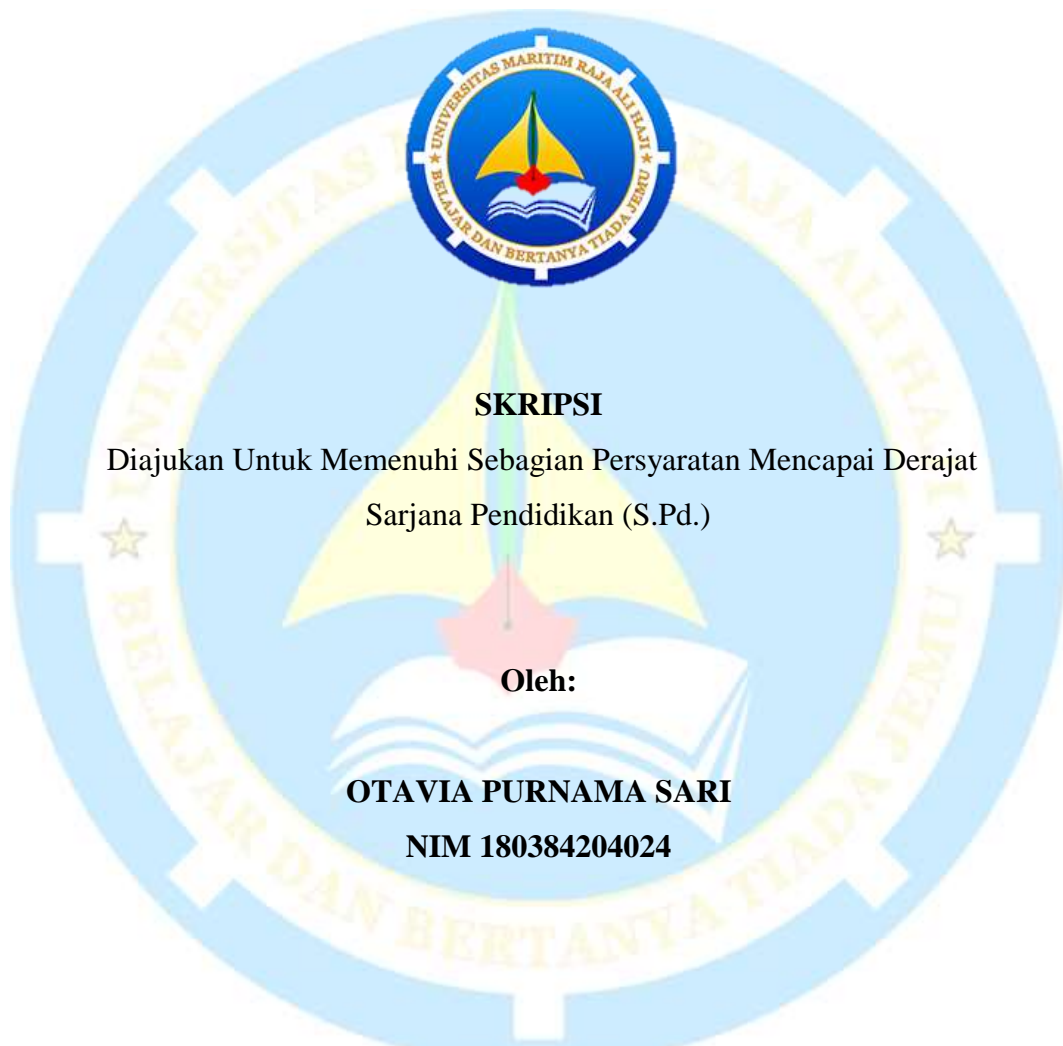 UNIVERSITAS MARITIM RAJA ALI HAJI
BELAJAR DAN BERTANYA TIADA JEMU
SKRIPSI
Diajukan Untuk Memenuhi Sebagian Persyaratan Mencapai Derajat
Sarjana Pendidikan (S.Pd.)
Oleh:
OTAVIA PURNAMA SARI
NIM 180384204024